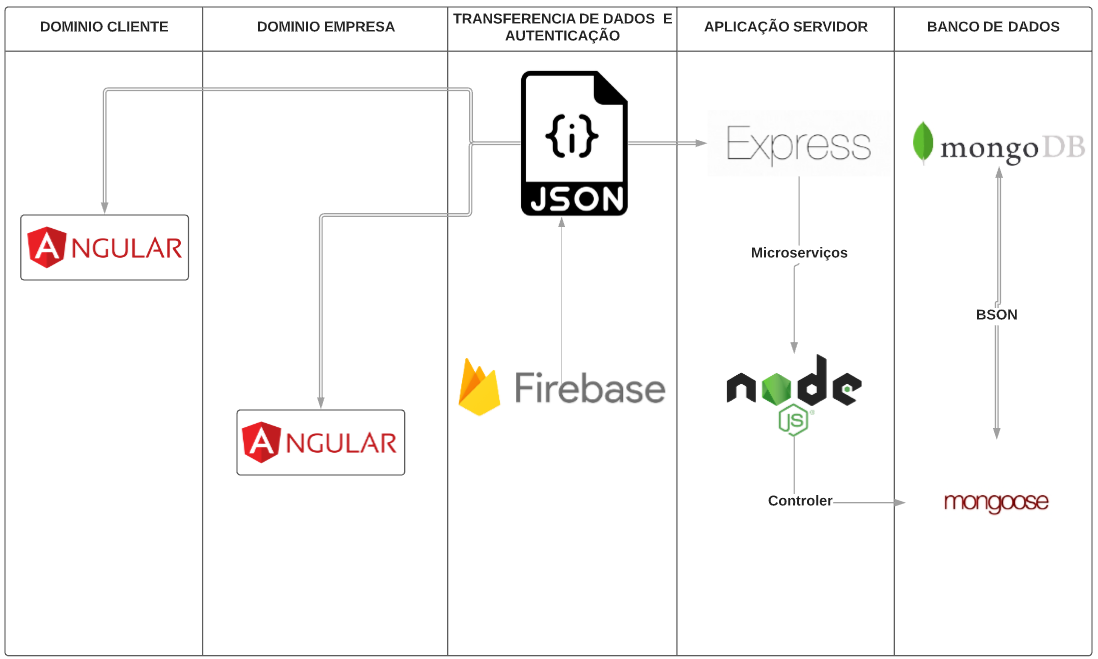 DOMINIO CLIENTE
DOMINIO EMPRESA
TRANSFERENCIA DE DADOS E
AUTENTICAÇÃO
APLICAÇÃO SERVIDOR
BANCO DE DADOS
{i}
JSON
Express
mongoDB
ANGULAR
Microserviços
BSON
Firebase
node
JS
ANGULAR
Controler
mongoose